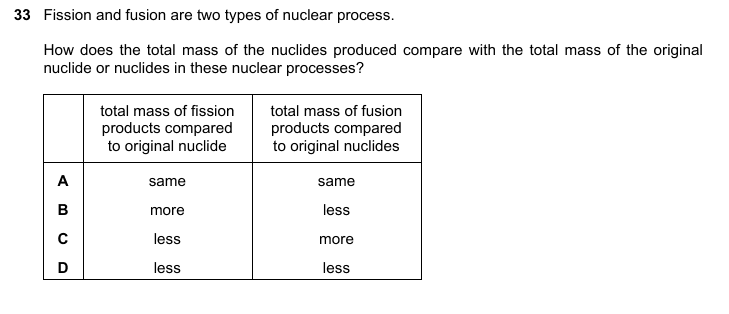 33 Fission and fusion are two types of nuclear process.
How does the total mass of the nuclides produced compare with the total mass of the original
nuclide or nuclides in these nuclear processes?
total mass of fission products compared to original nuclide total mass of fusion products compared to original nuclides
A same same
B more less
C less more
D less less